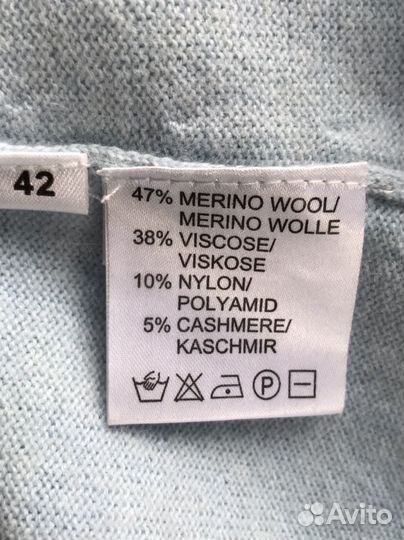 42
47% MERINO WOOL/
MERINO WOLLE
38% VISCOSE/
VISKOSE
10% NYLON/
POLYAMID
5% CASHMERE/
KASCHMIR
P
Avito